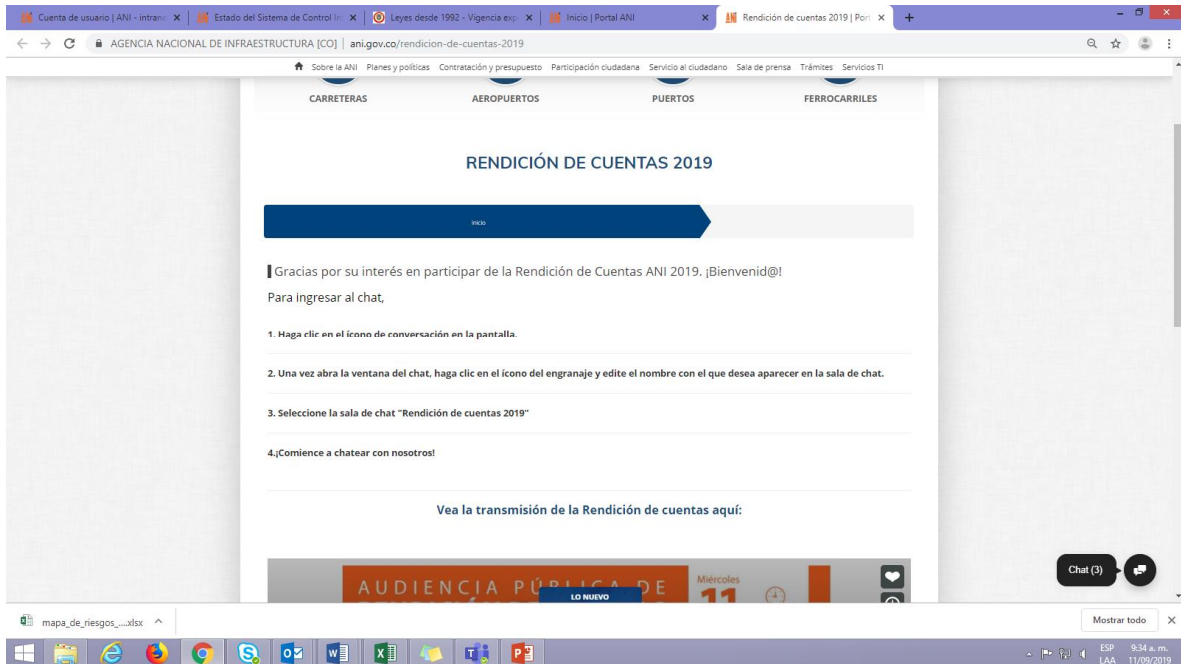 Cuenta de usuario | ANI - intrane
Estado del Sistema de Control In
Leyes desde 1992 - Vigencia exp
Inicio | Portal ANI
Rendición de cuentas 2019 | Port
AGENCIA NACIONAL DE INFRAESTRUCTURA [CO] | ani.gov.co/rendicion-de-cuentas-2019
Sobre la ANI Planes y políticas Contratación y presupuesto Participación ciudadana Servicio al ciudadano Sala de prensa Trámites Servicios TI
CARRETERAS AEROPUERTOS PUERTOS FERROCARRILES
RENDICIÓN DE CUENTAS 2019
Inicio
Gracias por su interés en participar de la Rendición de Cuentas ANI 2019. ¡Bienvenid@!
Para ingresar al chat,
1. Haga clic en el ícono de conversación en la pantalla.
2. Una vez abra la ventana del chat, haga clic en el ícono del engranaje y edite el nombre con el que desea aparecer en la sala de chat.
3. Seleccione la sala de chat "Rendición de cuentas 2019"
4.¡Comience a chatear con nosotros!
Vea la transmisión de la Rendición de cuentas aquí:
AUDIENCIA PÚBLICA DE
Miércoles
11
LO NUEVO
Chat (3)
mapa_de_riesgos_....xlsx
Mostrar todo
ESP 9:34 a. m.
LAA 11/09/2019